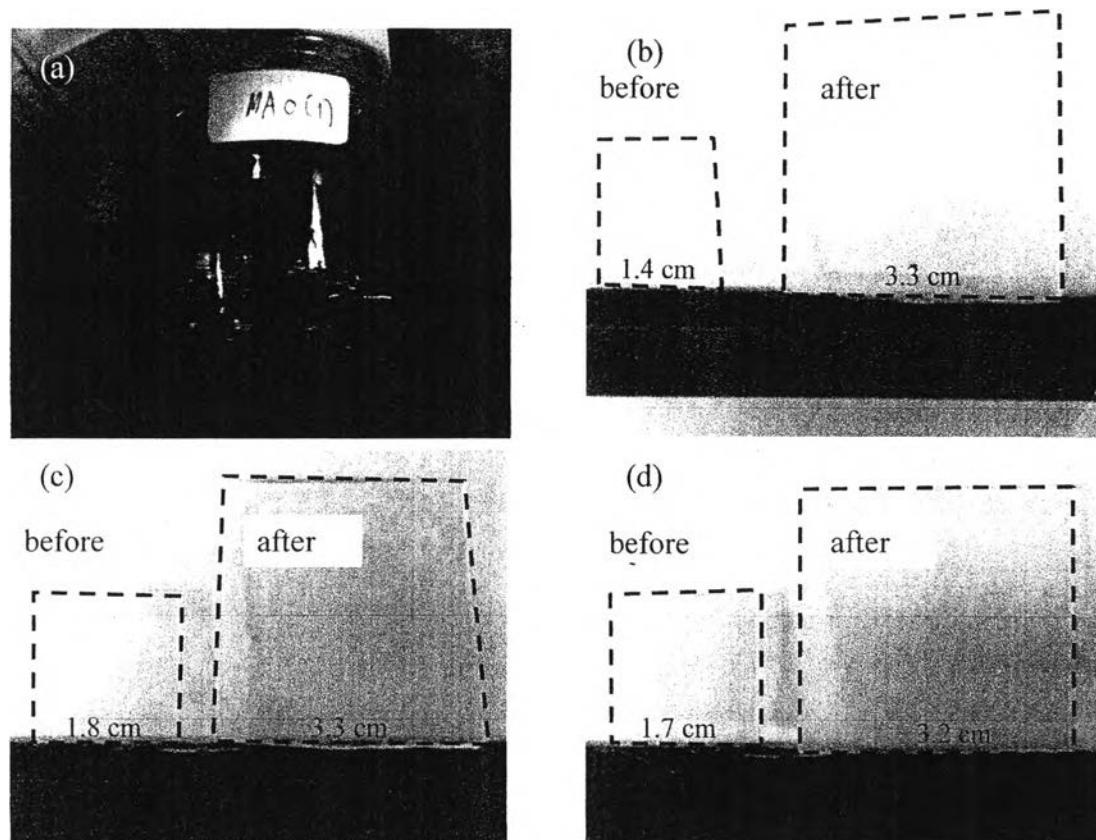 (a)
MAO(1)
(b)
before after
1.4 cm 3.3 cm
(c)
before after
1.8 cm 3.3 cm
(d)
before after
1.7 cm 3.2 cm